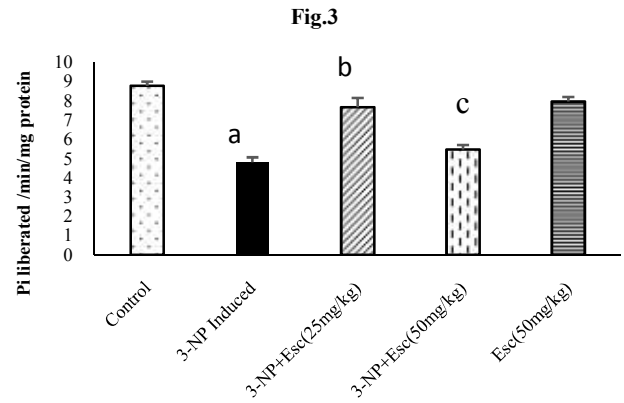 Fig.3
Pi liberated /min/mg protein
10
9
8
7
6
5
4
3
2
1
0
a
b
c
Control
3-NP Induced
3-NP+Esc(25mg/kg)
3-NP+Esc(50mg/kg)
Esc(50mg/kg)